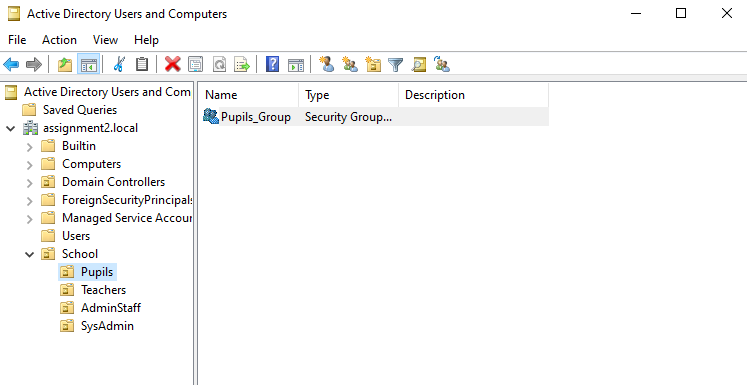 Active Directory Users and Computers
File Action View Help
Active Directory Users and Com
Saved Queries
assignment2.local
Builtin
Computers
Domain Controllers
ForeignSecurityPrincipals
Managed Service Accour
Users
School
Pupils
Teachers
AdminStaff
SysAdmin
Name Type Description
Pupils_Group Security Group...